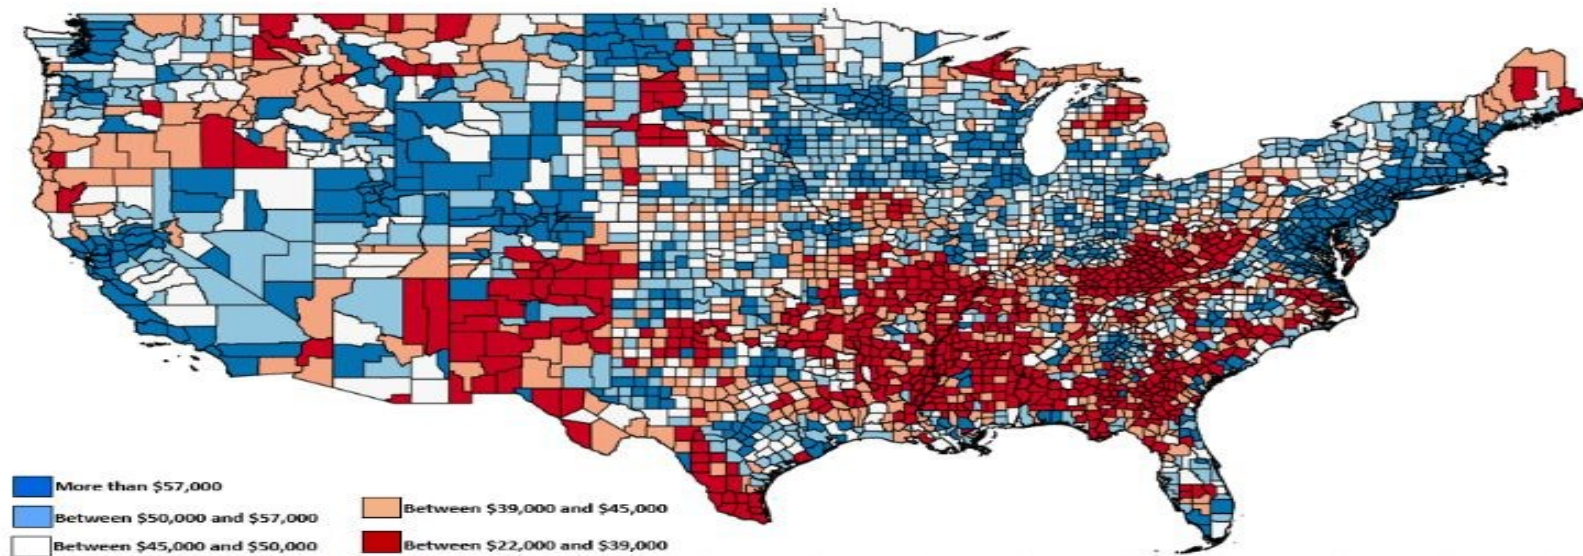 More than $57,000
Between $50,000 and $57,000
Between $45,000 and $50,000
Between $39,000 and $45,000
Between $22,000 and $39,000